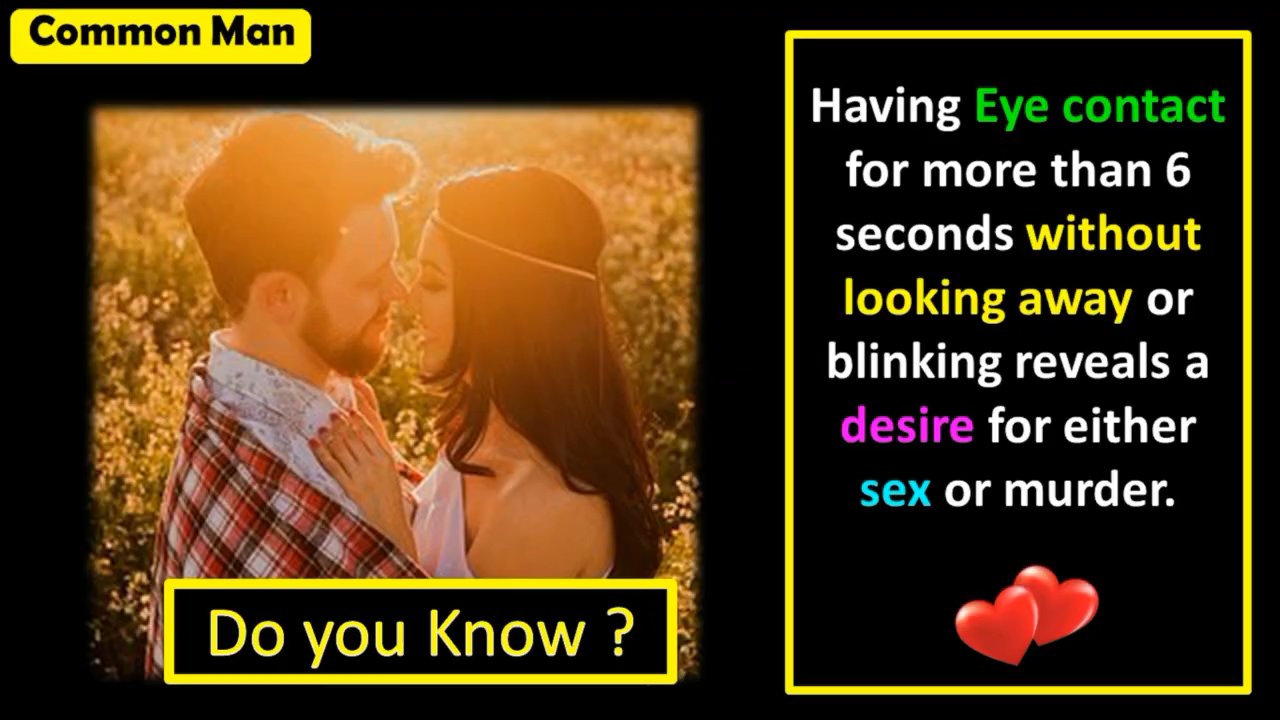 Common Man
Having Eye contact
for more than 6
seconds without
looking away or
blinking reveals a
desire for either
sex or murder.
Do you Know ?